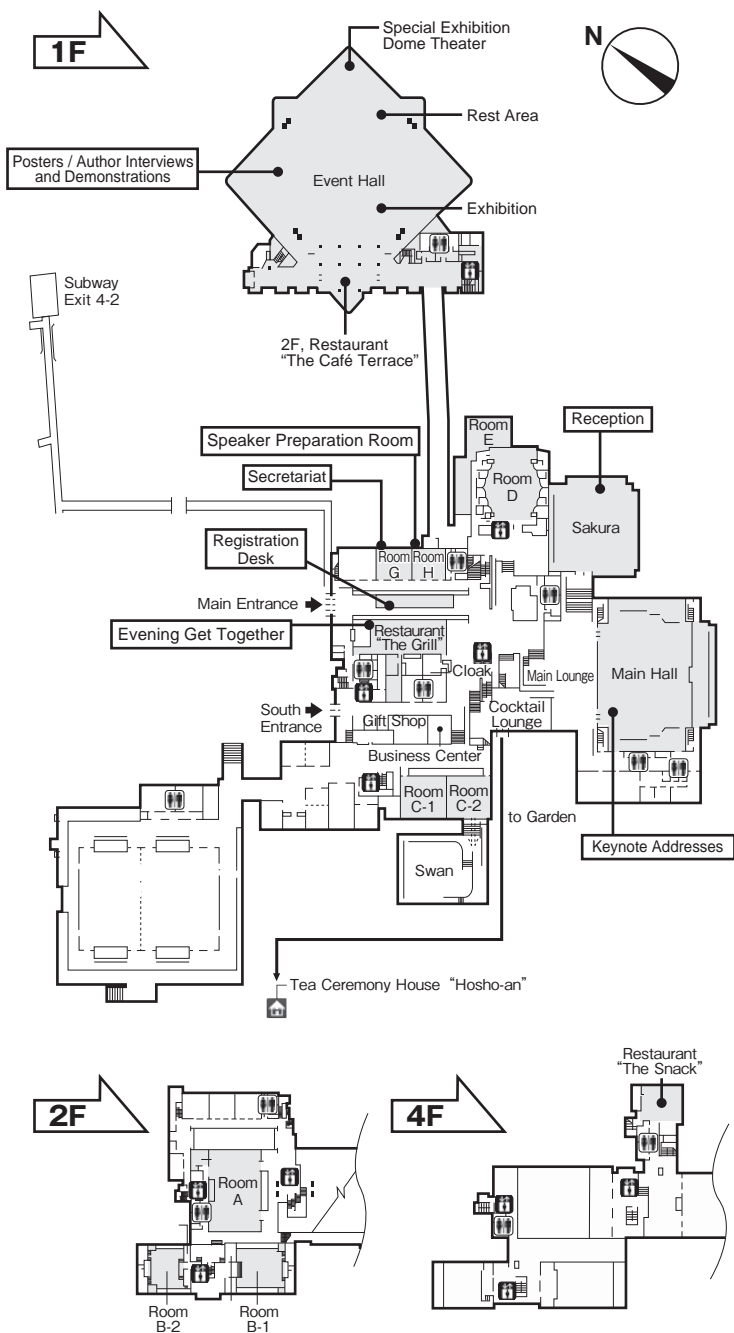 1F
Special Exhibition
Dome Theater
N
Rest Area
Posters / Author Interviews
and Demonstrations
Event Hall
Exhibition
Subway
Exit 4-2
2F, Restaurant
“The Café Terrace”
Room
E
Reception
Speaker Preparation Room
Room
D
Secretariat
Sakura
Registration
Desk
Room
G
Room
H
Main Entrance
Evening Get Together
Restaurant
“The Grill”
Cloak
Main Lounge
Main Hall
South
Entrance
Gift Shop
Cocktail
Lounge
Business Center
Room
C-1
Room
C-2
to Garden
Keynote Addresses
Swan
Tea Ceremony House “Hosho-an”
2F
Room
A
Room
B-2
Room
B-1
4F
Restaurant
“The Snack”